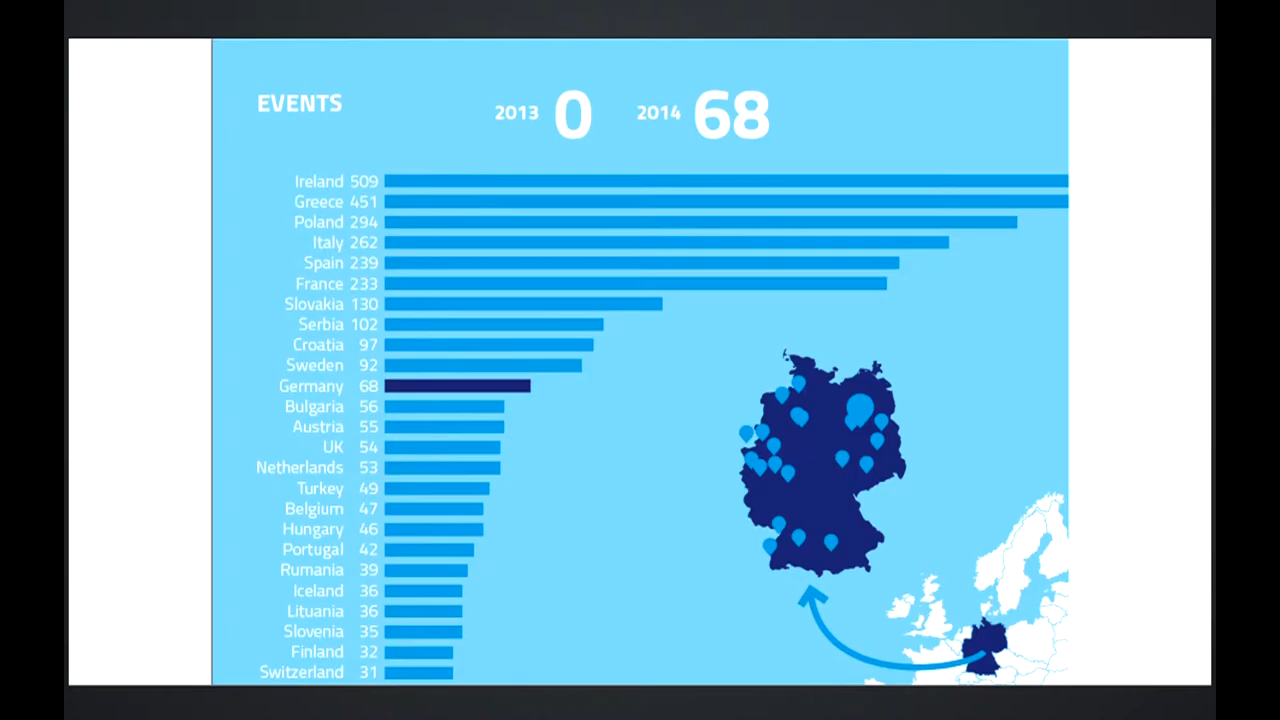 EVENTS 2013 0 2014 68
Ireland 509
Greece 451
Poland 294
Italy 262
Spain 239
France 233
Slovakia 130
Serbia 102
Croatia 97
Sweden 92
Germany 68
Bulgaria 56
Austria 55
UK 54
Netherlands 53
Turkey 49
Belgium 47
Hungary 46
Portugal 42
Rumania 39
Iceland 36
Lituania 36
Slovenia 35
Finland 32
Switzerland 31